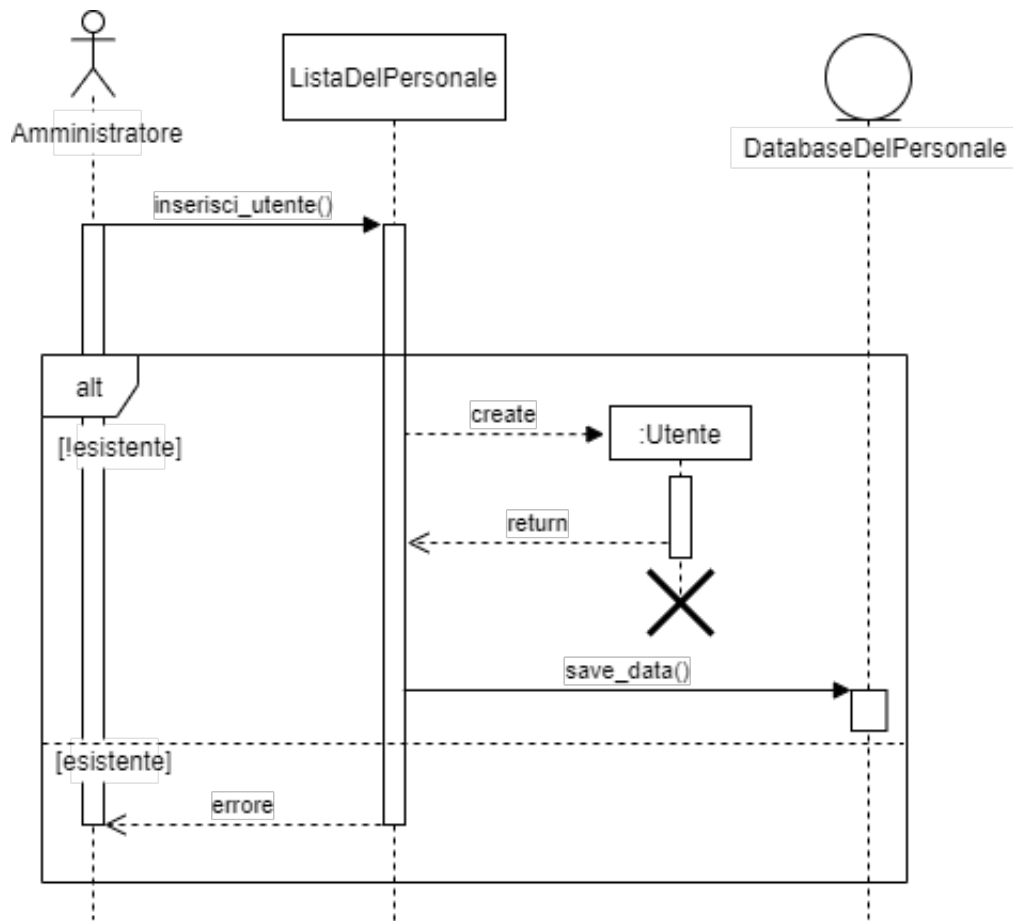 ListaDelPersonale
Amministratore
DatabaseDelPersonale
inserisci_utente()
alt
[!esistente]
create
:Utente
return
save_data()
[esistente]
errore